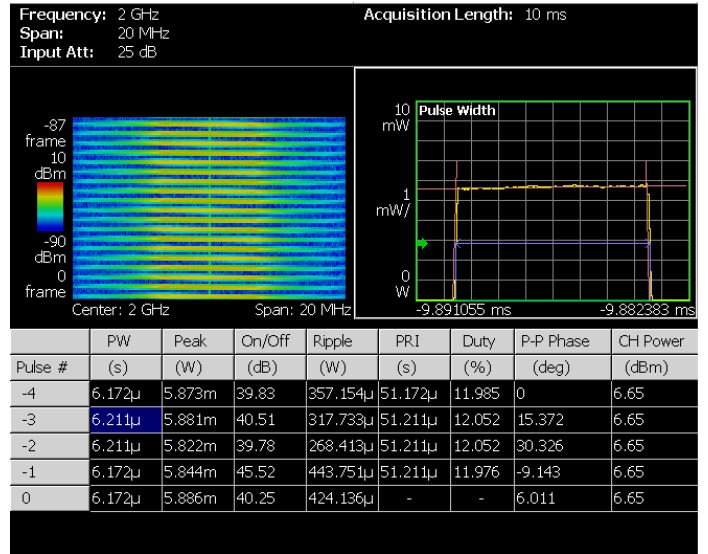 Frequency: 2 GHz Acquisition Length: 10 ms
Span: 20 MHz
Input Att: 25 dB
-87
frame
10
dBm
-90
dBm
0
frame
Center: 2 GHz Span: 20 MHz
10
mW
Pulse Width
1
mW/
0
W
-9.891055 ms -9.882383 ms
PW Peak On/Off Ripple PRI Duty P-P Phase CH Power
Pulse # (s) (W) (dB) (W) (s) (%) (deg) (dBm)
-4 6.172µ 5.873m 39.83 357.154µ 51.172µ 11.985 0 6.65
-3 6.211µ 5.881m 40.51 317.733µ 51.211µ 12.052 15.372 6.65
-2 6.211µ 5.822m 39.78 268.413µ 51.211µ 12.052 30.326 6.65
-1 6.172µ 5.844m 45.52 443.751µ 51.211µ 11.976 -9.143 6.65
0 6.172µ 5.886m 40.25 424.136µ - - 6.011 6.65